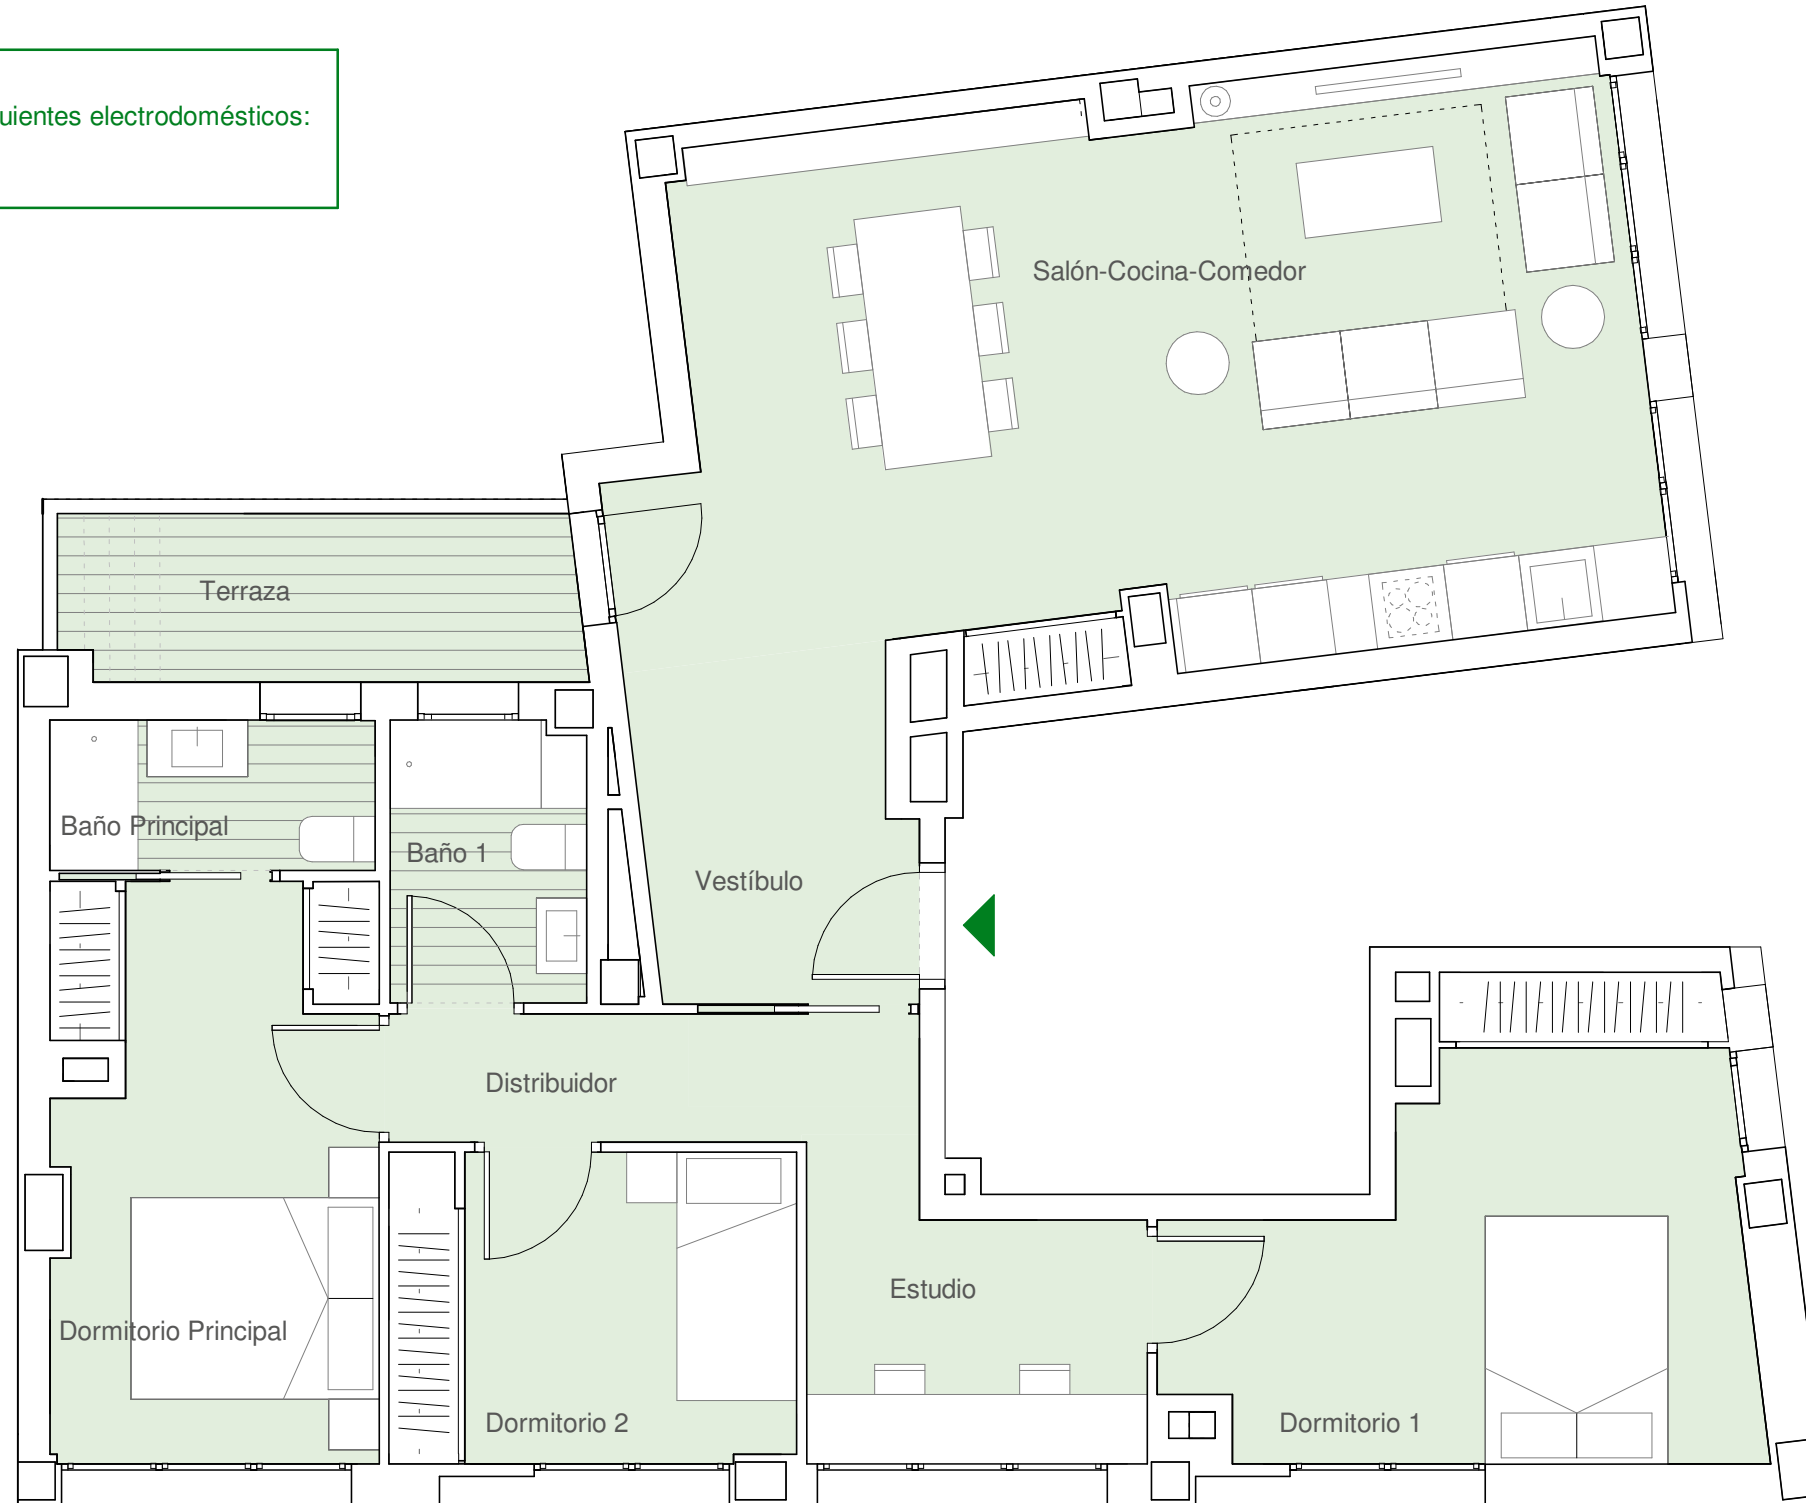 uientes electrodomésticos:
Salón-Cocina-Comedor
Terraza
Baño Principal
Baño 1
Vestíbulo
Distribuidor
Estudio
Dormitorio Principal
Dormitorio 2
Dormitorio 1